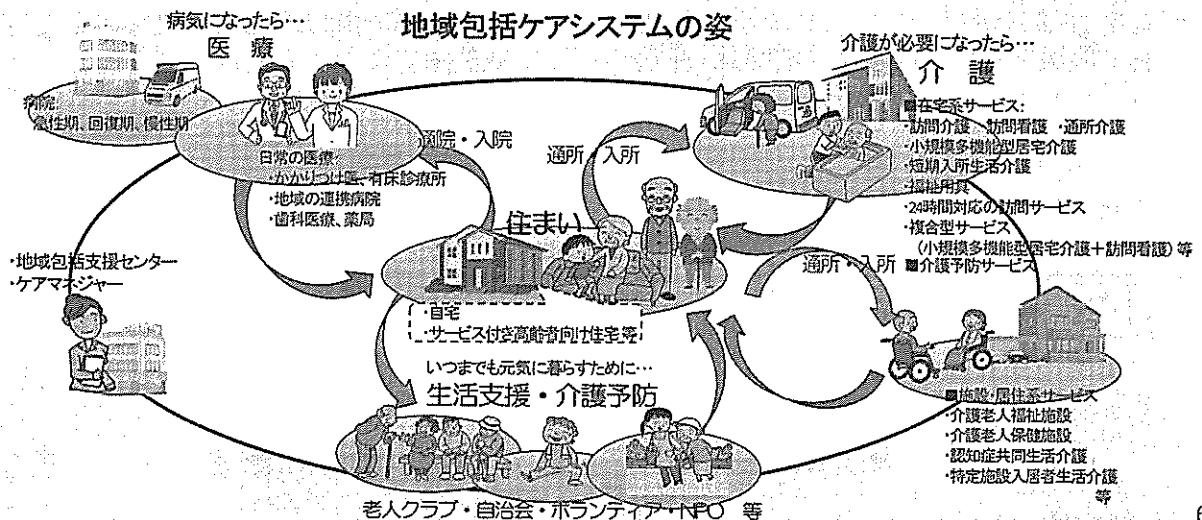 地域包括ケアシステムの姿
病気になったら…
医 療
病院:
急性期、回復期、慢性期
日常の医療:
・かかりつけ医、有床診療所
・地域の連携病院
・歯科医療、薬局
通院・入院
通所・入所
介護が必要になったら…
介 護
■在宅系サービス:
・訪問介護 ・訪問看護 ・通所介護
・小規模多機能型居宅介護
・短期入所生活介護
・福祉用具
・24時間対応の訪問サービス
・複合型サービス
(小規模多機能型居宅介護+訪問看護) 等
■介護予防サービス
住まい
・自宅
・サービス付き高齢者向け住宅等
・地域包括支援センター
・ケアマネジャー
通所・入所
■施設・居住系サービス
・介護老人福祉施設
・介護老人保健施設
・認知症共同生活介護
・特定施設入居者生活介護
等
いつまでも元気に暮らすために…
生活支援・介護予防
老人クラブ・自治会・ボランティア・NPO 等